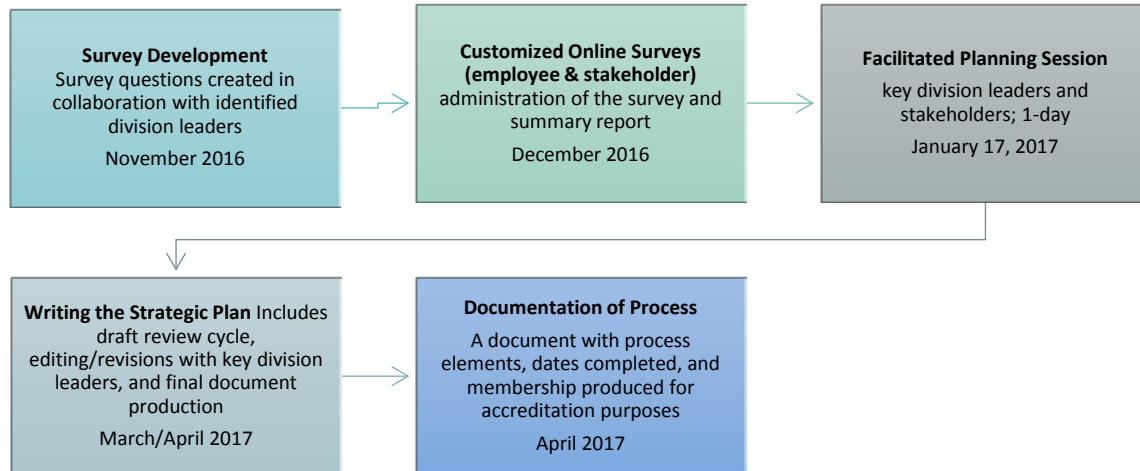 Survey Development
Survey questions created in
collaboration with identified
division leaders
November 2016
Customized Online Surveys
(employee & stakeholder)
administration of the survey and
summary report
December 2016
Facilitated Planning Session
key division leaders and
stakeholders; 1-day
January 17, 2017
Writing the Strategic Plan Includes
draft review cycle,
editing/revisions with key division
leaders, and final document
production
March/April 2017
Documentation of Process
A document with process
elements, dates completed, and
membership produced for
accreditation purposes
April 2017